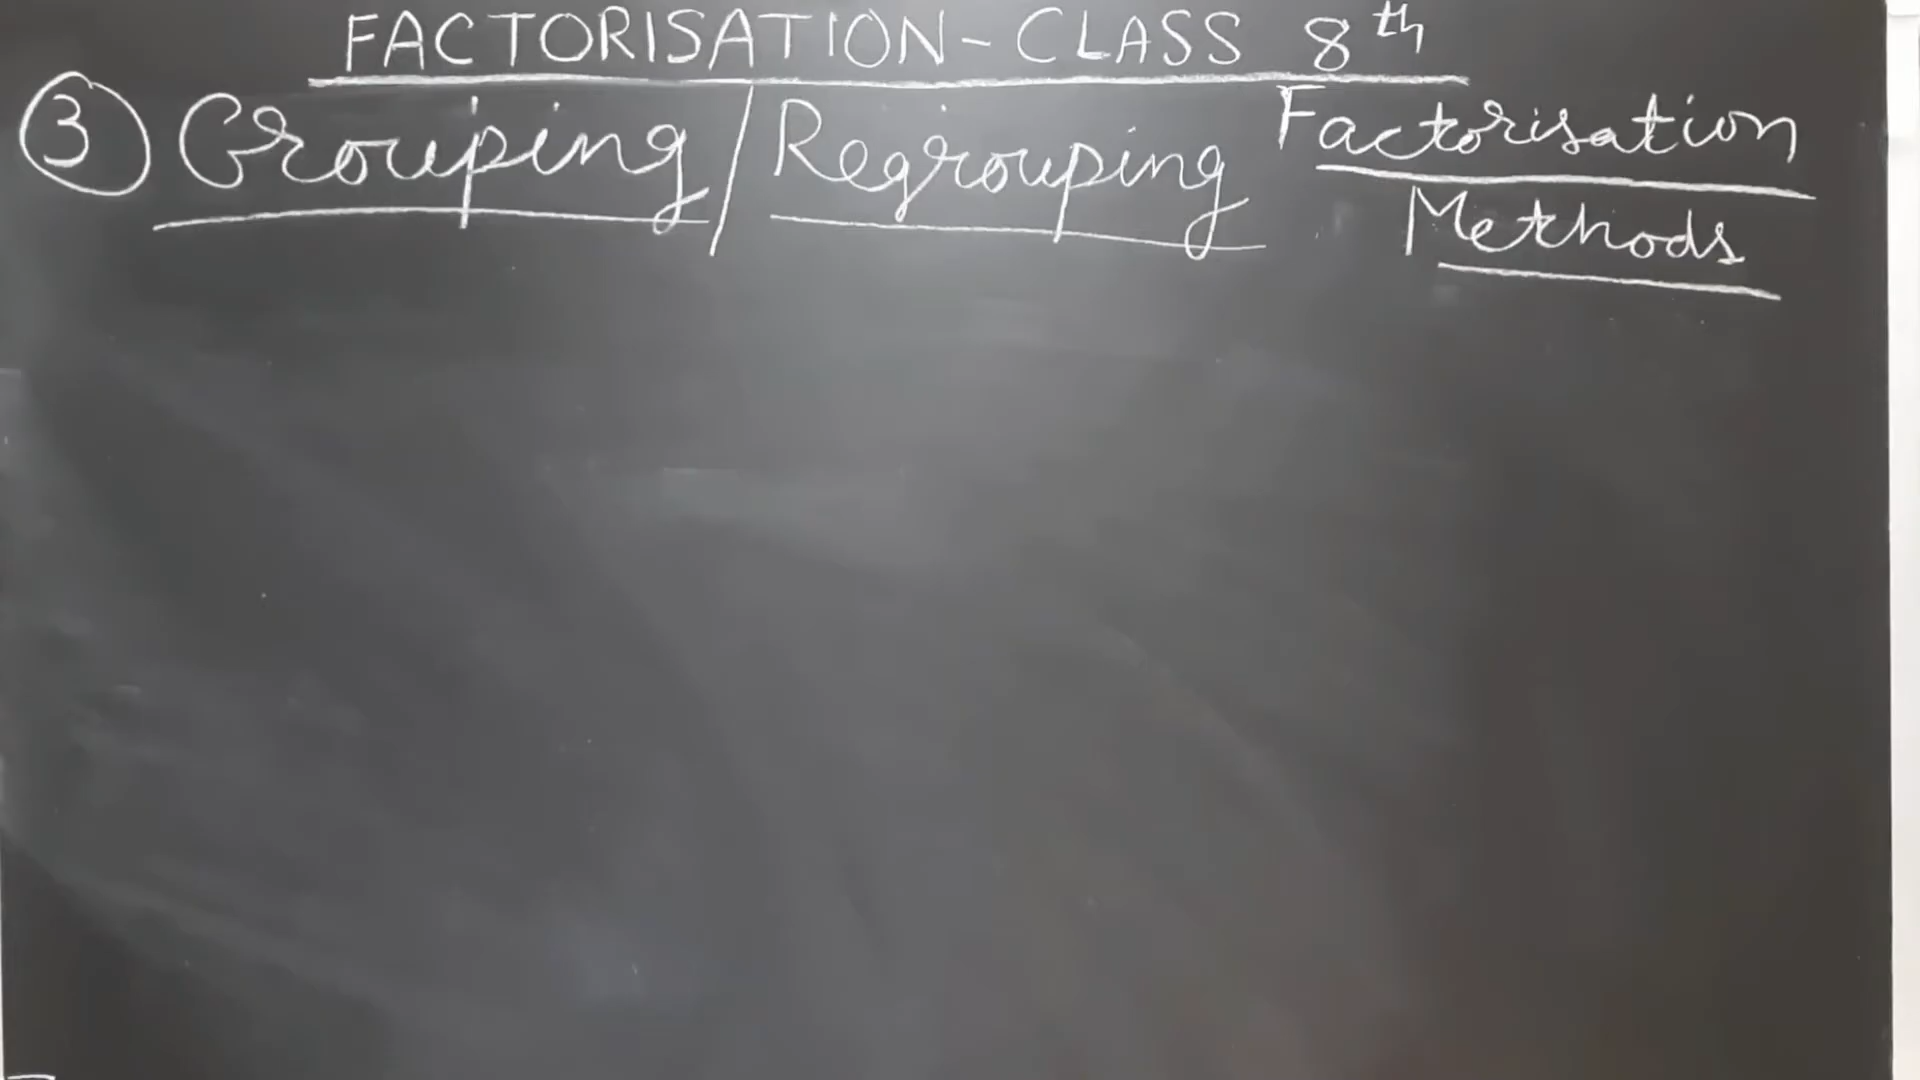 FACTORISATION - CLASS 8th
③ Grouping / Regrouping Factorisation
Methods